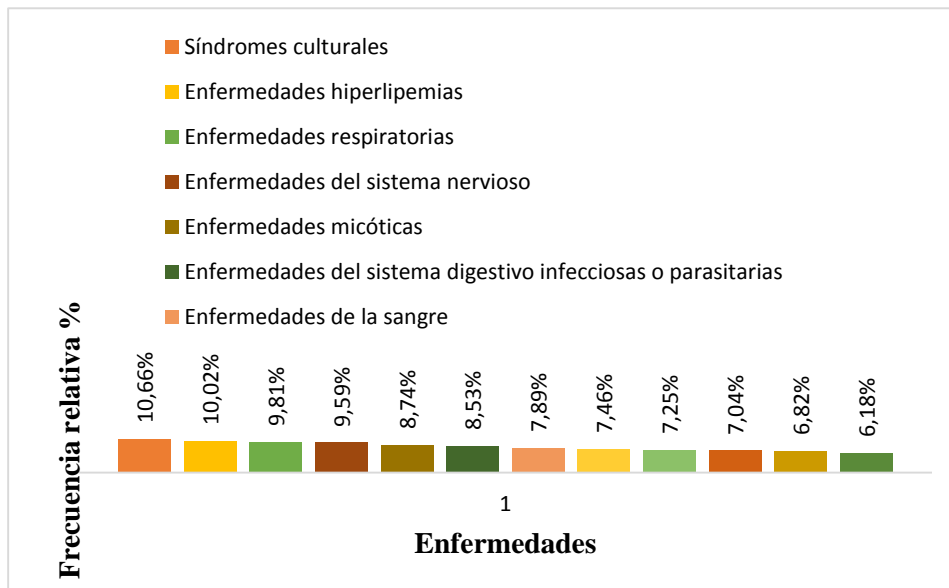 Síndromes culturales
Enfermedades hiperlipemias
Enfermedades respiratorias
Enfermedades del sistema nervioso
Enfermedades micóticas
Enfermedades del sistema digestivo infecciosas o parasitarias
Enfermedades de la sangre
Frecuencia relativa %
10,66%
10,02%
9,81%
9,59%
8,74%
8,53%
7,89%
7,46%
7,25%
7,04%
6,82%
6,18%
1
Enfermedades